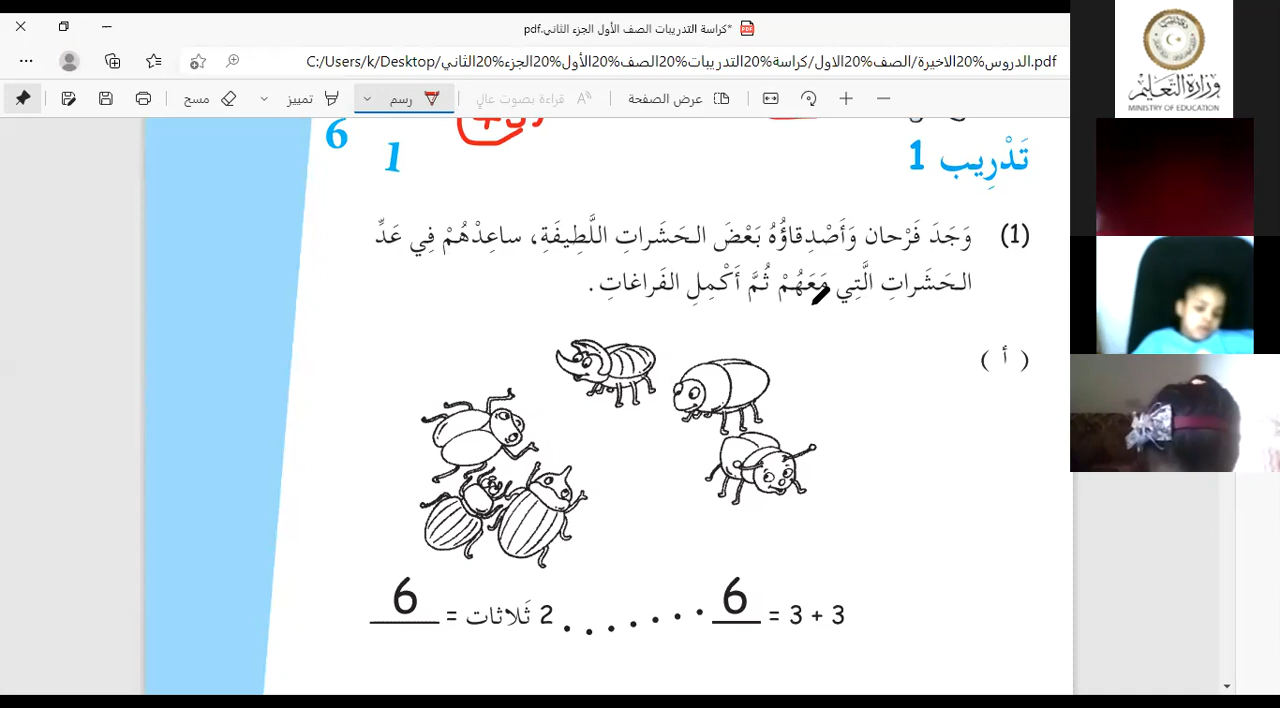 *كراسة التدريبات الصف الأول الجزء الثاني.pdf
C:/Users/k/Desktop/الدروس%20الاخيرة/الصف%20الاول/كراسة%20التدريبات%20الصف%20الأول%20الجزء%20الثاني.pdf
مسح
تمييز
رسم
قراءة بصوت عالٍ
عرض الصفحة
وزارة التعليم
MINISTRY OF EDUCATION
6
1
تَدْرِيب 1
(1) وَجَدَ فَرْحان وَأَصْدِقاؤُهُ بَعْضَ الـحَشَراتِ اللَّطِيفَةِ، ساعِدْهُمْ فِي عَدِّ
الـحَشَراتِ الَّتِي مَعَهُمْ ثُمَّ أَكْمِلِ الفَراغاتِ .
( أ )
3 + 3 = 6 ....... 2 ثَلاثات = 6